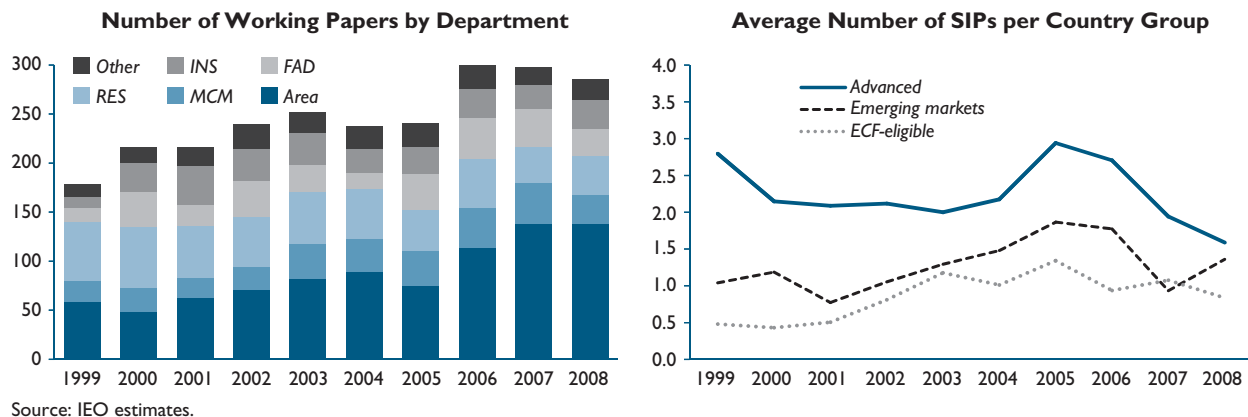 Number of Working Papers by Department
300
250
200
150
100
50
0
Other INS FAD
RES MCM Area
1999 2000 2001 2002 2003 2004 2005 2006 2007 2008
Average Number of SIPs per Country Group
4.0
3.5
3.0
2.5
2.0
1.5
1.0
0.5
0.0
Advanced
Emerging markets
ECF-eligible
1999 2000 2001 2002 2003 2004 2005 2006 2007 2008
Source: IEO estimates.